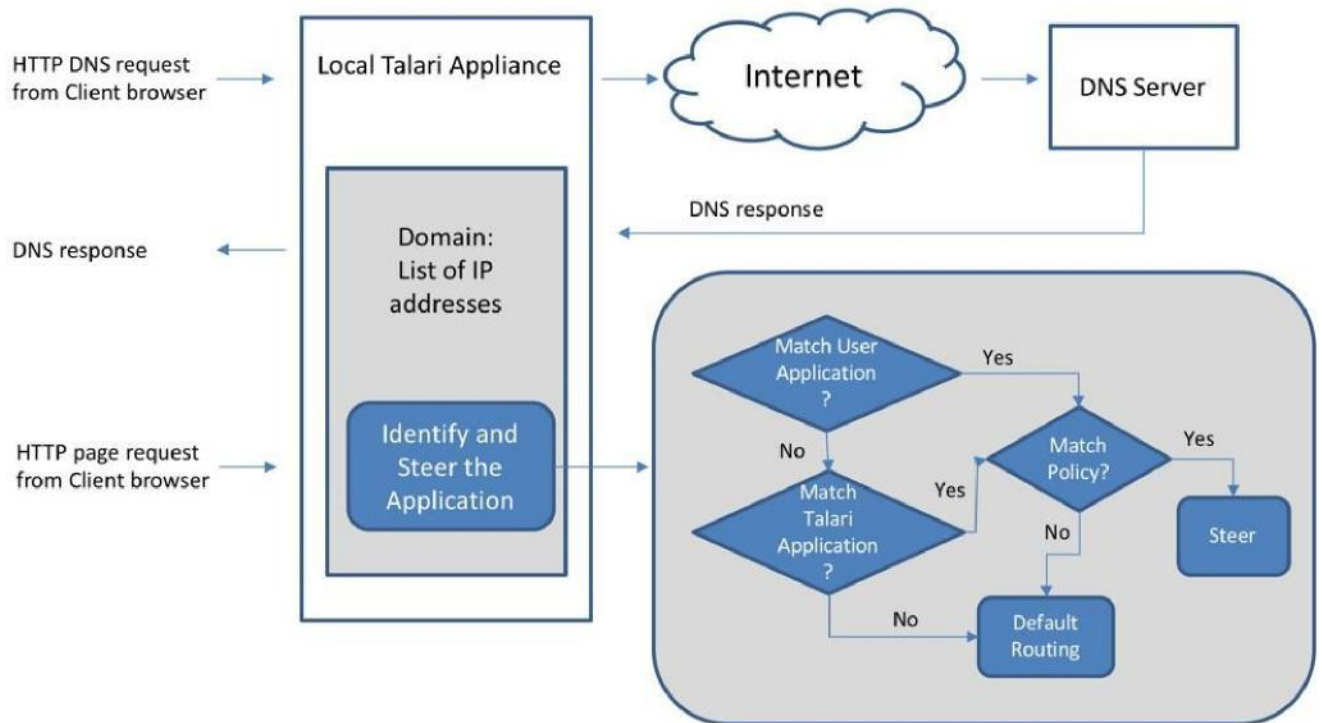 HTTP DNS request
from Client browser
Local Talari Appliance
Internet
DNS Server
DNS response
DNS response
Domain:
List of IP
addresses
HTTP page request
from Client browser
Identify and
Steer the
Application
Match User
Application
?
Yes
No
Match
Talari
Application
?
Yes
Match
Policy?
Yes
No
Steer
No
Default
Routing